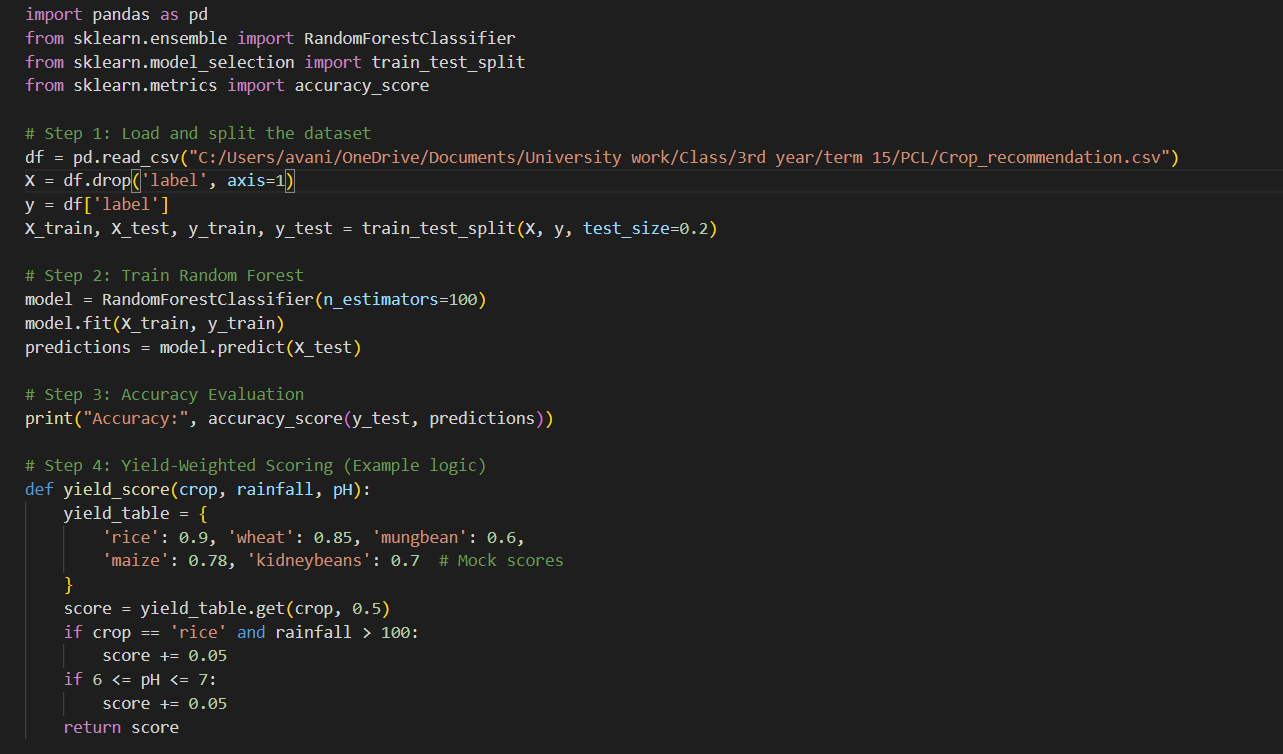 import pandas as pd
from sklearn.ensemble import RandomForestClassifier
from sklearn.model_selection import train_test_split
from sklearn.metrics import accuracy_score

# Step 1: Load and split the dataset
df = pd.read_csv("C:/Users/avani/OneDrive/Documents/University work/Class/3rd year/term 15/PCL/Crop_recommendation.csv")
X = df.drop('label', axis=1)
y = df['label']
X_train, X_test, y_train, y_test = train_test_split(X, y, test_size=0.2)

# Step 2: Train Random Forest
model = RandomForestClassifier(n_estimators=100)
model.fit(X_train, y_train)
predictions = model.predict(X_test)

# Step 3: Accuracy Evaluation
print("Accuracy:", accuracy_score(y_test, predictions))

# Step 4: Yield-Weighted Scoring (Example logic)
def yield_score(crop, rainfall, pH):
    yield_table = {
        'rice': 0.9, 'wheat': 0.85, 'mungbean': 0.6,
        'maize': 0.78, 'kidneybeans': 0.7  # Mock scores
    }
    score = yield_table.get(crop, 0.5)
    if crop == 'rice' and rainfall > 100:
        score += 0.05
    if 6 <= pH <= 7:
        score += 0.05
    return score